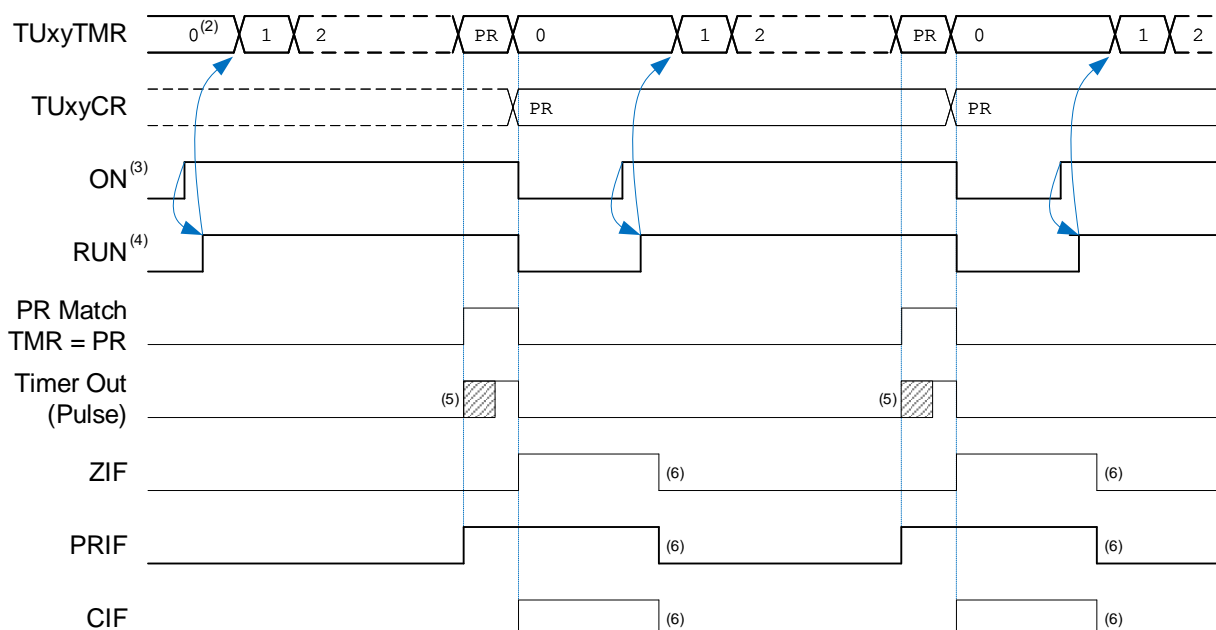 TUxyTMR 0(2) 1 2 PR 0 1 2 PR 0 1 2
TUxyCR PR PR
ON(3)
RUN(4)
PR Match
TMR = PR
Timer Out
(Pulse) (5) (5)
ZIF (6) (6)
PRIF (6) (6)
CIF (6) (6)